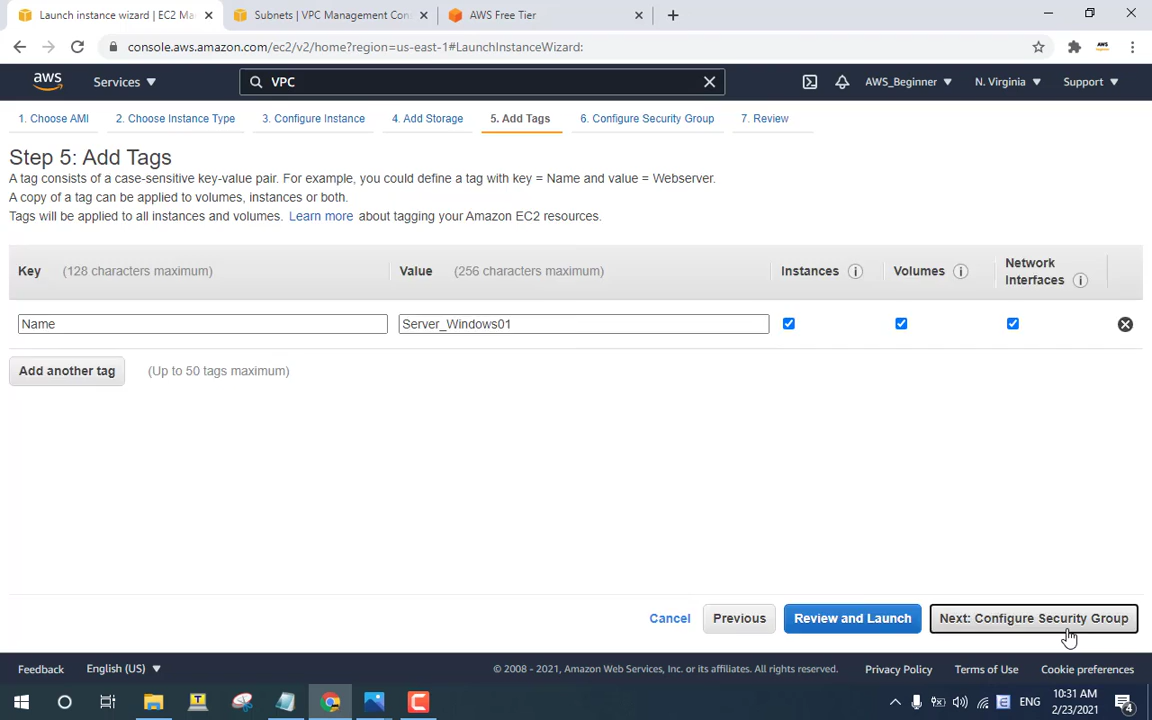 Launch instance wizard | EC2 Ma
Subnets | VPC Management Con
AWS Free Tier
console.aws.amazon.com/ec2/v2/home?region=us-east-1#LaunchInstanceWizard:
aws
aws
Services
VPC
AWS_Beginner
N. Virginia
Support
1. Choose AMI
2. Choose Instance Type
3. Configure Instance
4. Add Storage
5. Add Tags
6. Configure Security Group
7. Review
Step 5: Add Tags
A tag consists of a case-sensitive key-value pair. For example, you could define a tag with key = Name and value = Webserver.
A copy of a tag can be applied to volumes, instances or both.
Tags will be applied to all instances and volumes. Learn more about tagging your Amazon EC2 resources.
Key (128 characters maximum)
Value (256 characters maximum)
Instances
Volumes
Network
Interfaces
Name
Server_Windows01
Add another tag
(Up to 50 tags maximum)
Cancel
Previous
Review and Launch
Next: Configure Security Group
Feedback
English (US)
© 2008 - 2021, Amazon Web Services, Inc. or its affiliates. All rights reserved.
Privacy Policy
Terms of Use
Cookie preferences
ENG
10:31 AM
2/23/2021
4